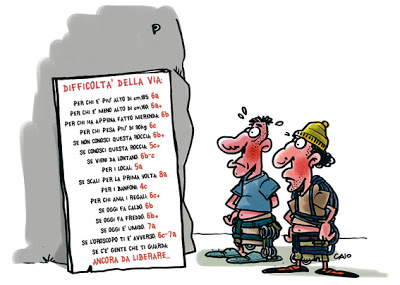 P
DIFFICOLTA' DELLA VIA:
PER CHI E' PIU' ALTO DI cm.185. 6a
PER CHI E' MENO ALTO DI cm.160. 6a+
PER CHI HA APPENA FATTO MERENDA 6b
PER CHI PESA PIU' DI 90kg 6c
SE NON CONOSCI QUESTA ROCCIA 6b+
SE CONOSCI QUESTA ROCCIA 5c+
SE VIENI DA LONTANO. 6b-c
PER I LOCAL. 5a
SE SCALI PER LA PRIMA VOLTA 8a
PER I BANFONI 4c
PER CHI AMA I REGALI 6c+
SE OGGI FA CALDO. 6b
SE OGGI FA FREDDO. 6b+
SE OGGI E' UMIDO 7a
SE L'OROSCOPO TI E' AVVERSO. 6c-7a
SE C'E' GENTE CHE TI GUARDA
ANCORA DA LIBERARE...
CAIO